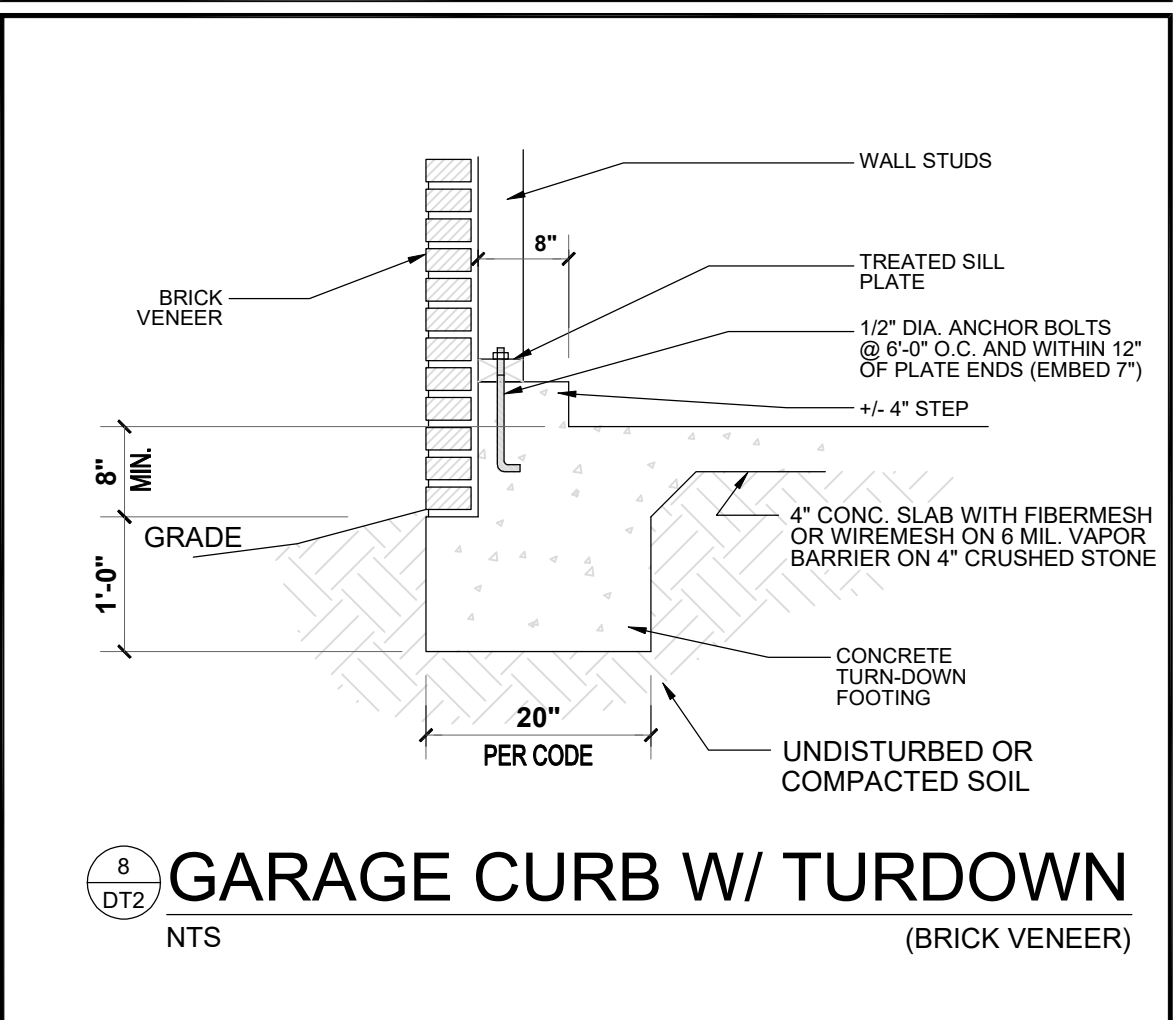 WALL STUDS
8"
TREATED SILL
PLATE
BRICK
VENEER
1/2" DIA. ANCHOR BOLTS
@ 6'-0" O.C. AND WITHIN 12"
OF PLATE ENDS (EMBED 7")
+/- 4" STEP
8"
MIN.
GRADE
4" CONC. SLAB WITH FIBERMESH
OR WIREMESH ON 6 MIL. VAPOR
BARRIER ON 4" CRUSHED STONE
1'-0"
CONCRETE
TURN-DOWN
FOOTING
20"
PER CODE
UNDISTURBED OR
COMPACTED SOIL
8
DT2
GARAGE CURB W/ TURDOWN
NTS
(BRICK VENEER)